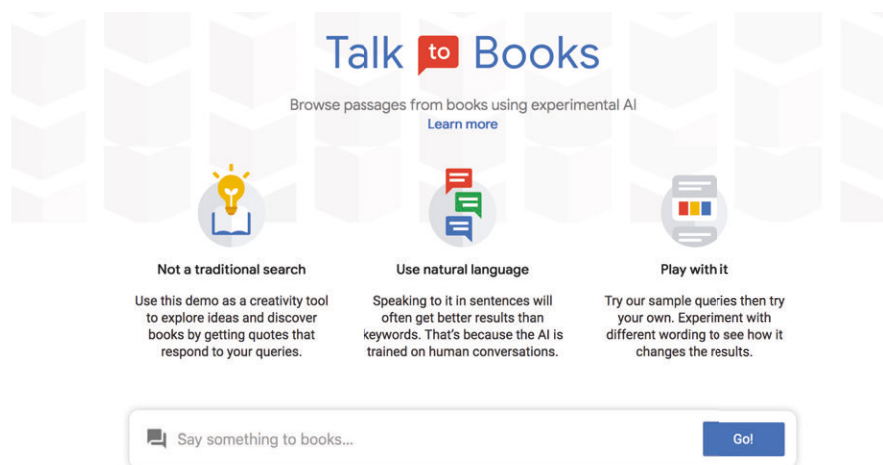 Talk to Books
Browse passages from books using experimental AI
Learn more
Not a traditional search
Use this demo as a creativity tool
to explore ideas and discover
books by getting quotes that
respond to your queries.
Use natural language
Speaking to it in sentences will
often get better results than
keywords. That's because the AI is
trained on human conversations.
Play with it
Try our sample queries then try
your own. Experiment with
different wording to see how it
changes the results.
Say something to books...
Go!